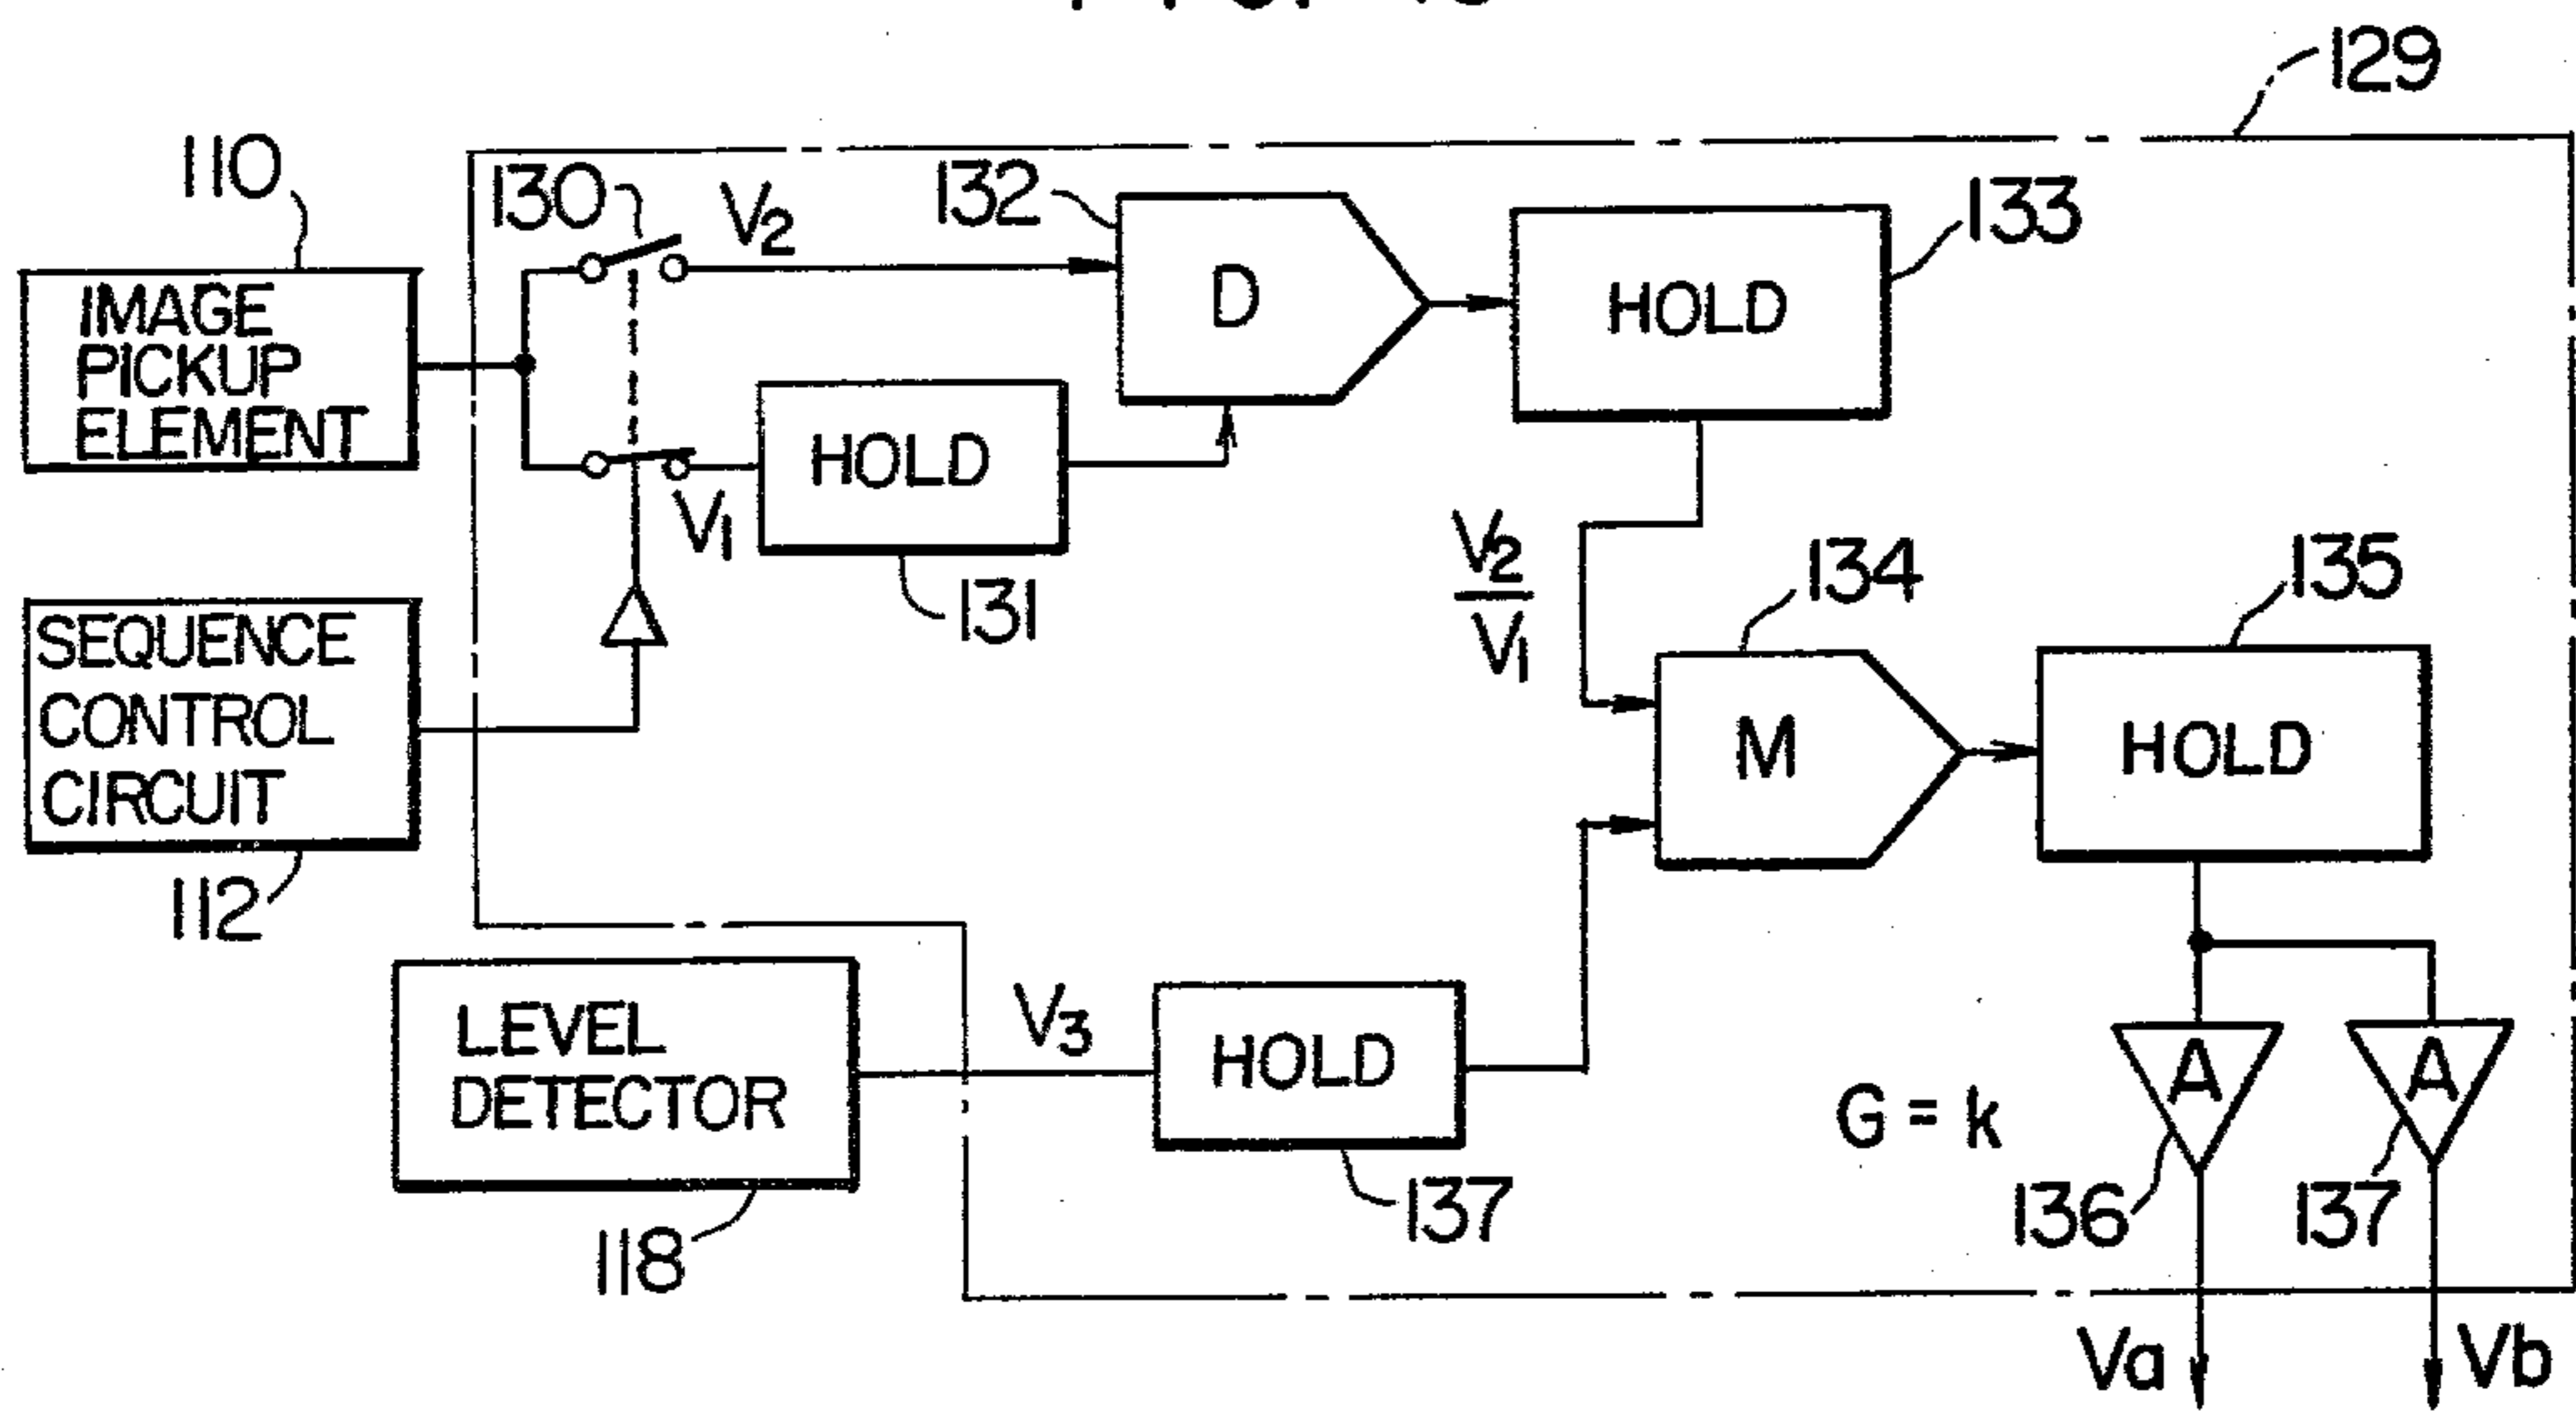 129
110
130
V2
132
133
IMAGE
PICKUP
ELEMENT
D
HOLD
HOLD
V1
131
V2
V1
134
135
SEQUENCE
CONTROL
CIRCUIT
M
HOLD
112
LEVEL
DETECTOR
V3
HOLD
A
A
G = k
118
137
136
137
Va
Vb